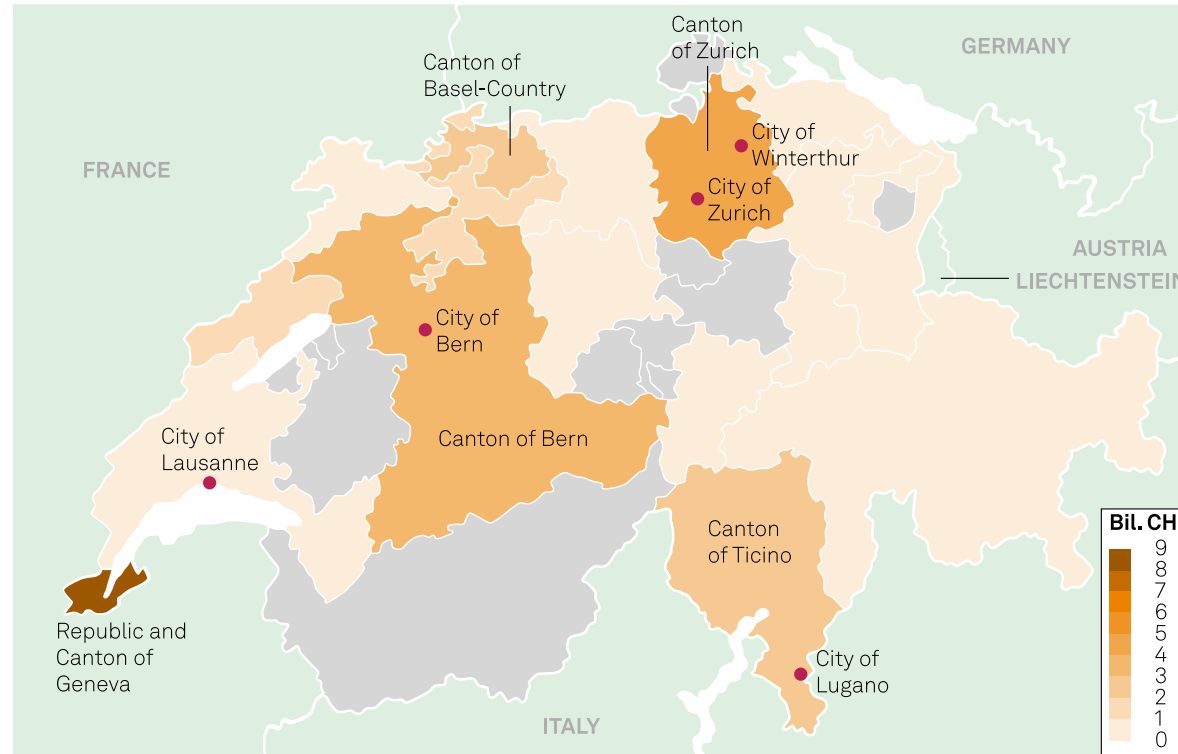 Canton
of Zurich
GERMANY
Canton of
Basel-Country
City of
Winterthur
FRANCE
City of
Zurich
AUSTRIA
LIECHTENSTEIN
City of
Bern
City of
Lausanne
Canton of Bern
Canton
of Ticino
Republic and
Canton of
Geneva
City of
Lugano
ITALY
Bil. CH
9
8
7
6
5
4
3
2
1
0